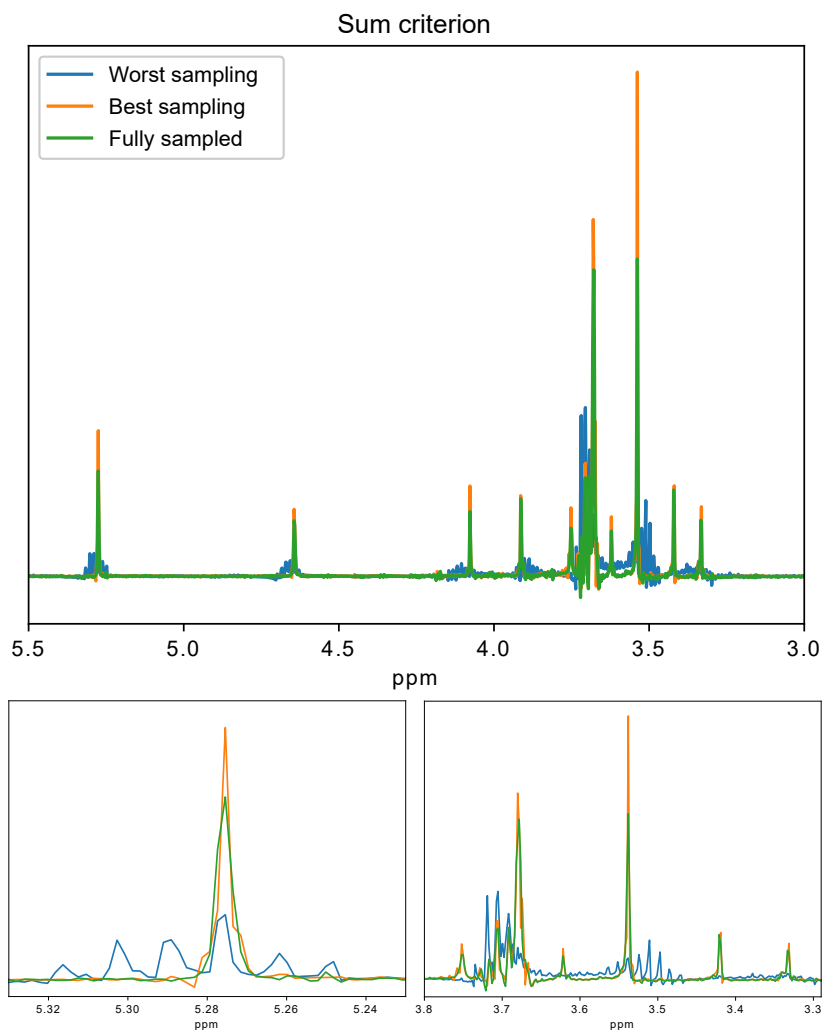 Sum criterion
Worst sampling
Best sampling
Fully sampled
5.5 5.0 4.5 4.0 3.5 3.0
ppm
5.32 5.30 5.28 5.26 5.24
ppm
3.8 3.7 3.6 3.5 3.4 3.3
ppm